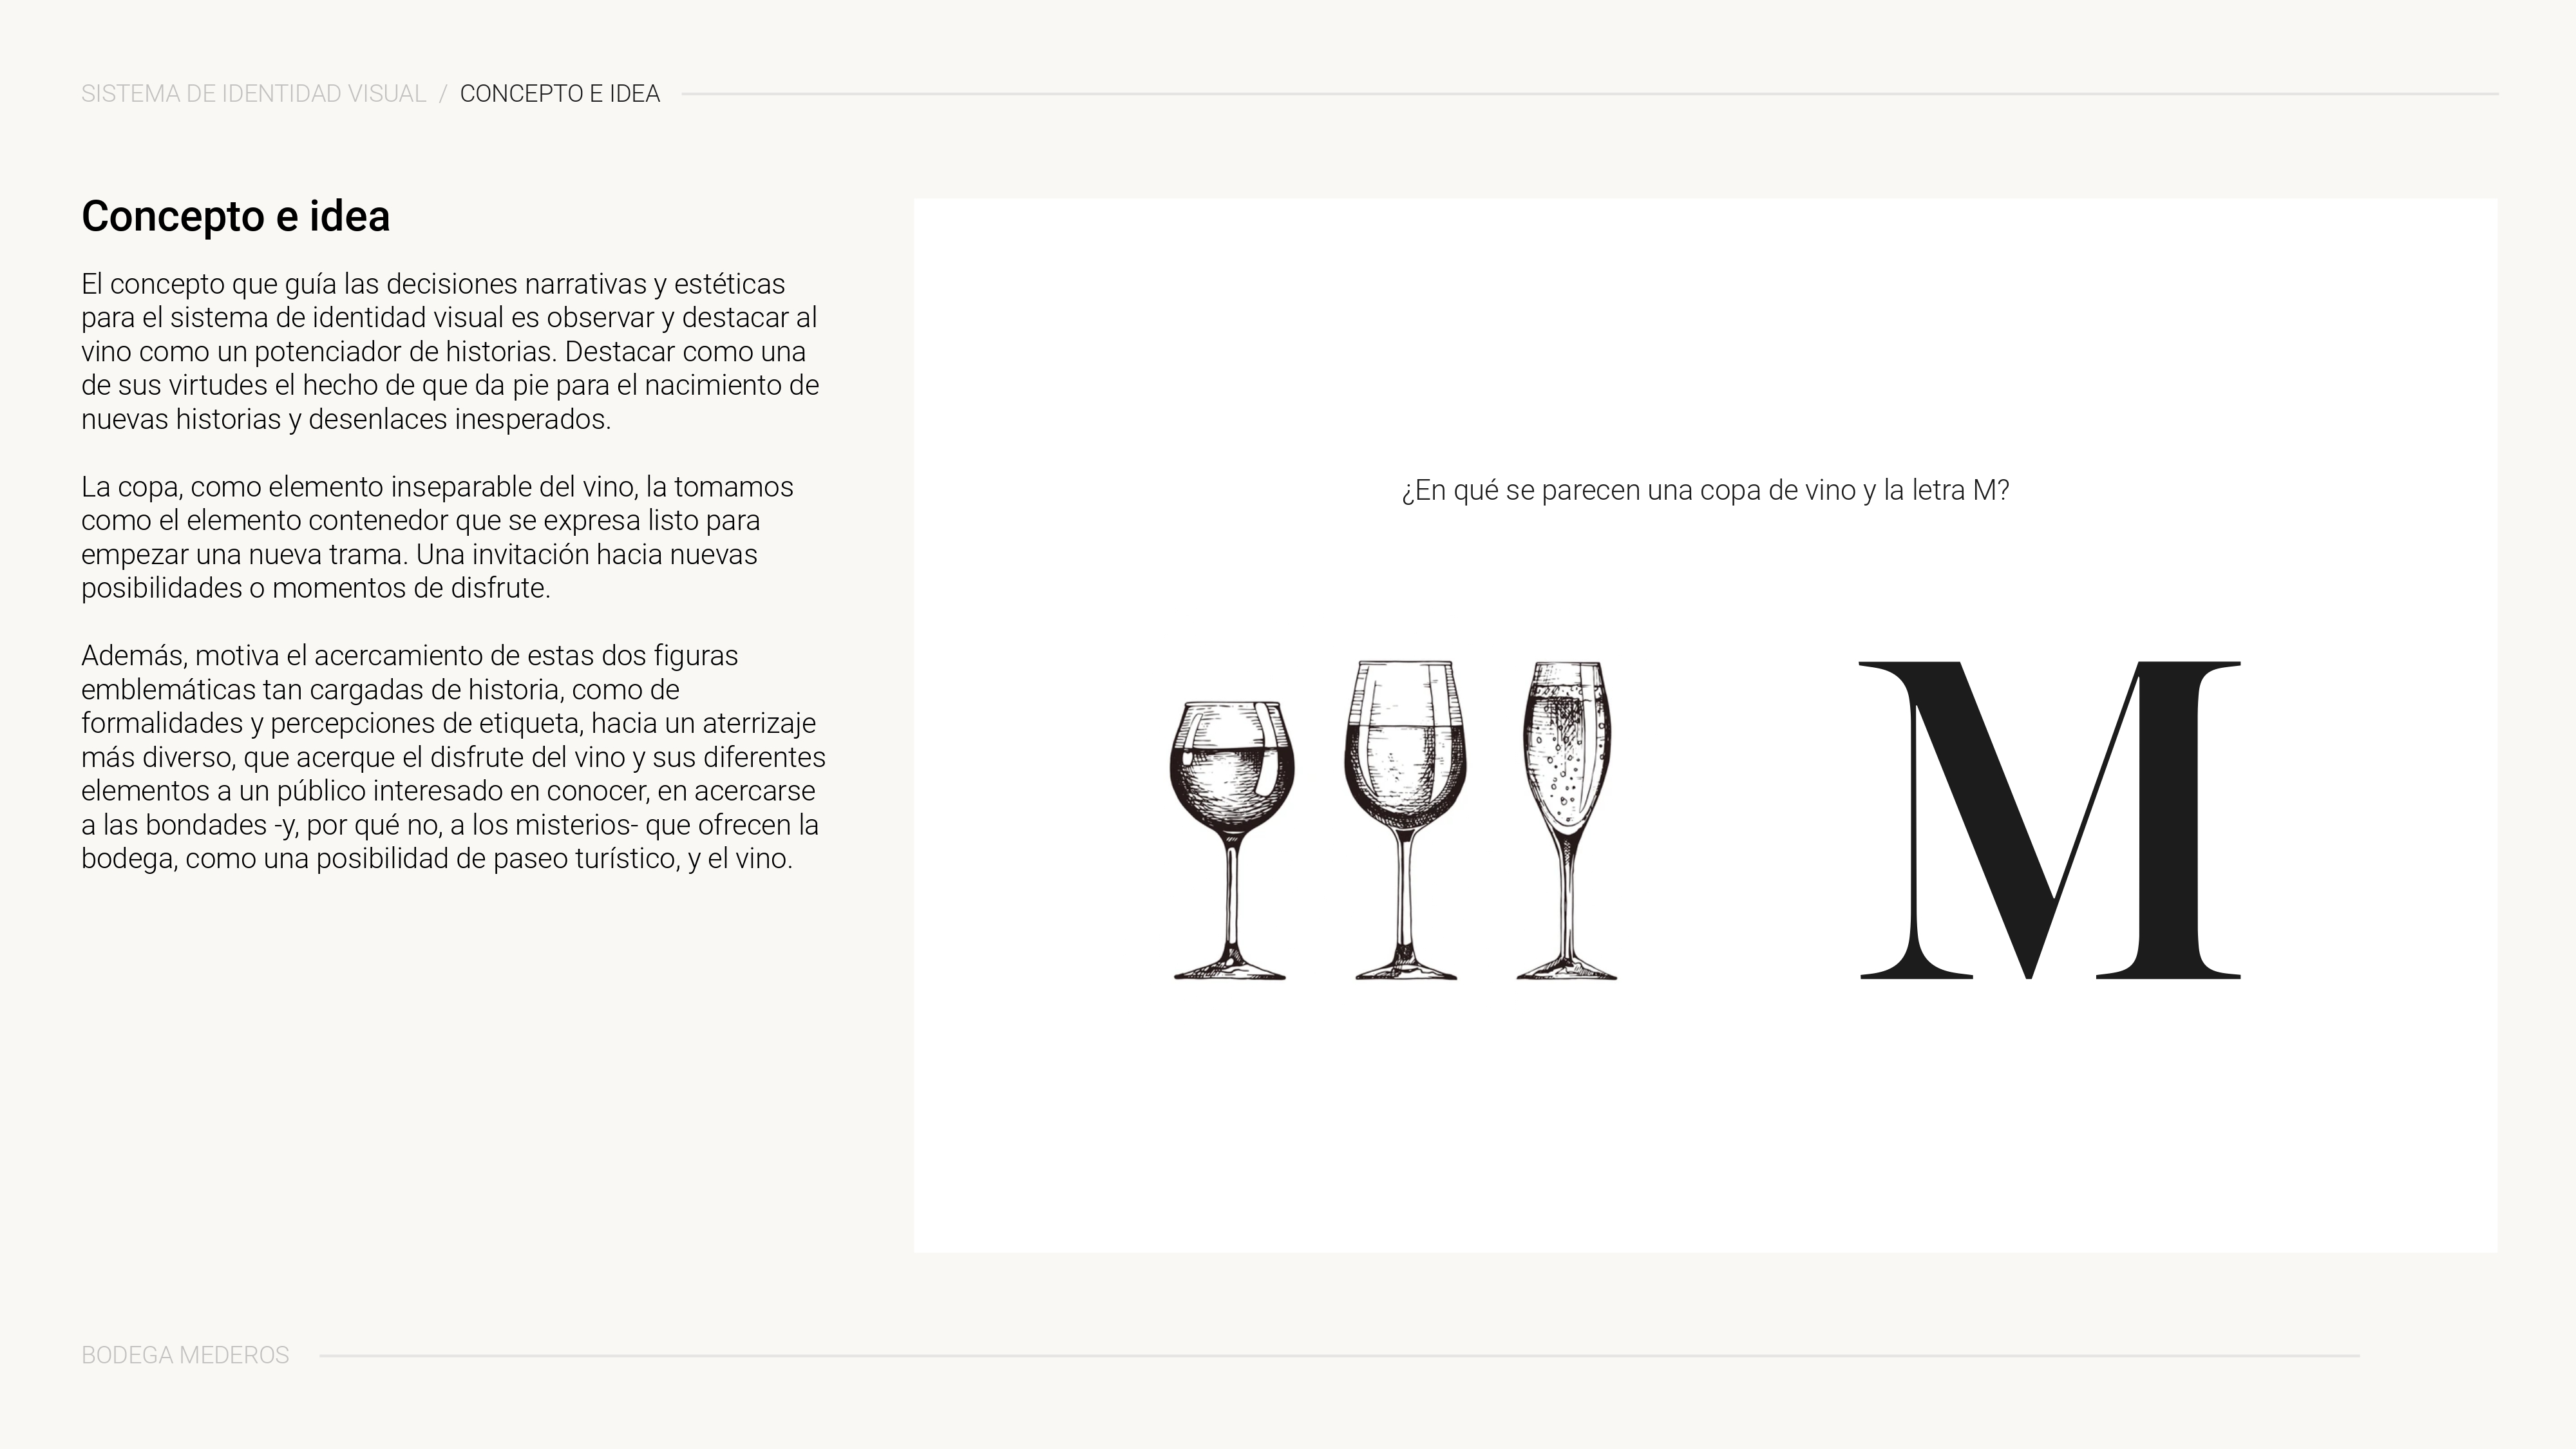 SISTEMA DE IDENTIDAD VISUAL / CONCEPTO E IDEA
Concepto e idea
El concepto que guía las decisiones narrativas y estéticas
para el sistema de identidad visual es observar y destacar al
vino como un potenciador de historias. Destacar como una
de sus virtudes el hecho de que da pie para el nacimiento de
nuevas historias y desenlaces inesperados.
La copa, como elemento inseparable del vino, la tomamos
como el elemento contenedor que se expresa listo para
empezar una nueva trama. Una invitación hacia nuevas
posibilidades o momentos de disfrute.
Además, motiva el acercamiento de estas dos figuras
emblemáticas tan cargadas de historia, como de
formalidades y percepciones de etiqueta, hacia un aterrizaje
más diverso, que acerque el disfrute del vino y sus diferentes
elementos a un público interesado en conocer, en acercarse
a las bondades -y, por qué no, a los misterios- que ofrecen la
bodega, como una posibilidad de paseo turístico, y el vino.
¿En qué se parecen una copa de vino y la letra M?
M
BODEGA MEDEROS